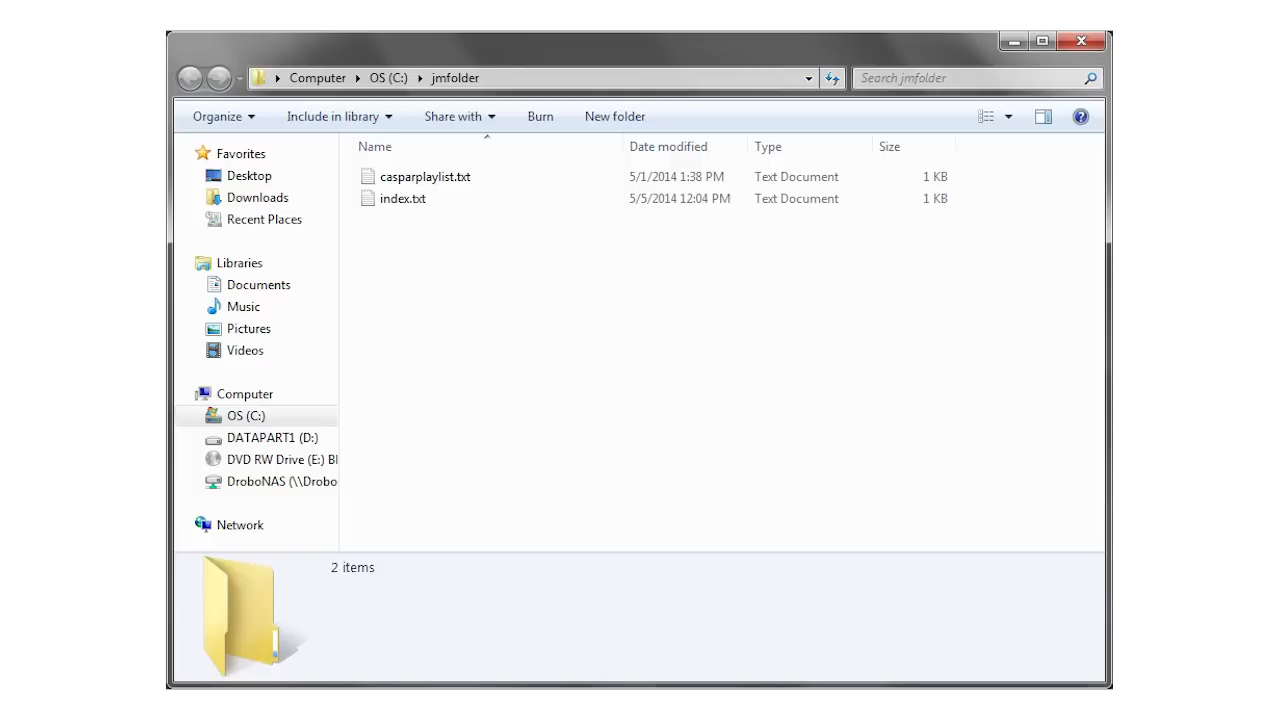 Computer OS (C:) jmfolder
Search jmfolder
Organize Include in library Share with Burn New folder
Name Date modified Type Size
casparplaylist.txt 5/1/2014 1:38 PM Text Document 1 KB
index.txt 5/5/2014 12:04 PM Text Document 1 KB
Favorites
Desktop
Downloads
Recent Places
Libraries
Documents
Music
Pictures
Videos
Computer
OS (C:)
DATAPART1 (D:)
DVD RW Drive (E:) Bl
DroboNAS (\\Drobo
Network
2 items